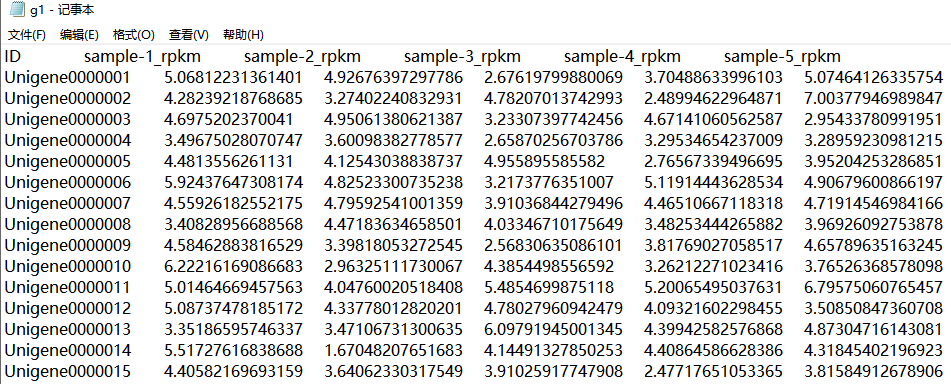 g1 - 记事本
文件(F) 编辑(E) 格式(O) 查看(V) 帮助(H)
ID sample-1_rpkm sample-2_rpkm sample-3_rpkm sample-4_rpkm sample-5_rpkm
Unigene0000001 5.06812231361401 4.92676397297786 2.67619799880069 3.70488633996103 5.07464126335754
Unigene0000002 4.28239218768685 3.27402240832931 4.78207013742993 2.48994622964871 7.00377946989847
Unigene0000003 4.6975202370041 4.95061380621387 3.23307397742456 4.67141060562587 2.95433780991951
Unigene0000004 3.49675028070747 3.60098382778577 2.65870256703786 3.29534654237009 3.28959230981215
Unigene0000005 4.4813556261131 4.12543038838737 4.955895585582 2.76567339496695 3.95204253286851
Unigene0000006 5.92437647308174 4.82523300735238 3.2173776351007 5.11914443628534 4.90679600866197
Unigene0000007 4.55926182552175 4.79592541001359 3.91036844279496 4.46510667118318 4.71914546984166
Unigene0000008 3.40828956688568 4.47183634658501 4.03346710175649 3.48253444265882 3.96926092753878
Unigene0000009 4.58462883816529 3.39818053272545 2.56830635086101 3.81769027058517 4.65789635163245
Unigene0000010 6.22216169086683 2.96325111730067 4.3854498556592 3.26212271023416 3.76526368578098
Unigene0000011 5.01464669457563 4.04760020518408 5.4854699875118 5.20065495037631 6.79575060765457
Unigene0000012 5.08737478185172 4.33778012820201 4.78027960942479 4.09321602298455 3.50850847360708
Unigene0000013 3.35186595746337 3.47106731300635 6.09791945001345 4.39942582576868 4.87304716143081
Unigene0000014 5.51727616838688 1.67048207651683 4.14491327850253 4.40864586628386 4.31845402196923
Unigene0000015 4.40582169693159 3.64062330317549 3.91025917747908 2.47717651053365 3.81584912678906